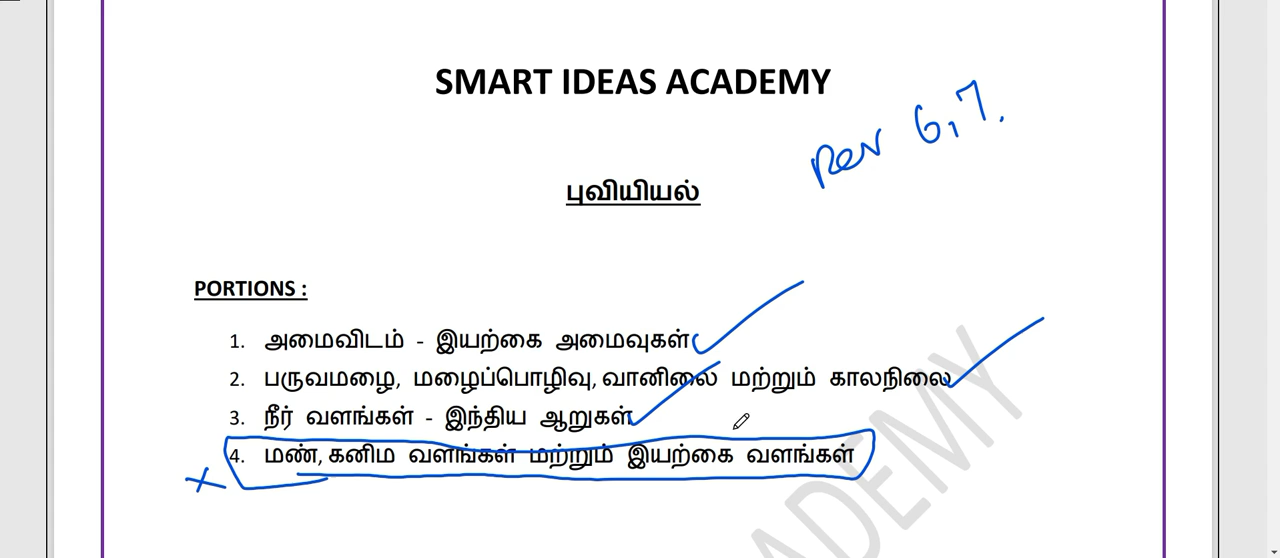 SMART IDEAS ACADEMY
Rev 6,7.
புவியியல்
PORTIONS :
1. அமைவிடம் - இயற்கை அமைவுகள்
2. பருவமழை, மழைப்பொழிவு, வானிலை மற்றும் காலநிலை
3. நீர் வளங்கள் - இந்திய ஆறுகள்
4. மண், கனிம வளங்கள் மற்றும் இயற்கை வளங்கள்
ACADEMY